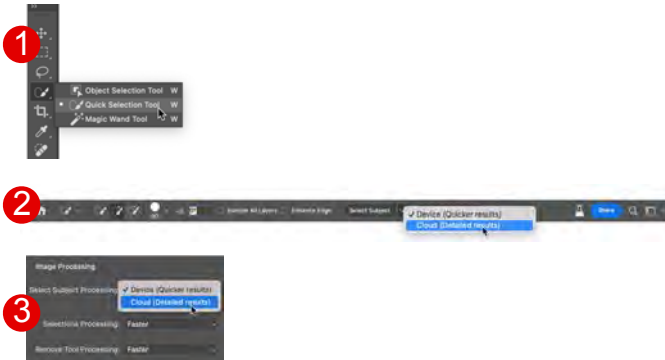 1
Object Selection Tool W
Quick Selection Tool W
Magic Wand Tool W
2
Sample All Layers Enhance Edge Select Subject Device (Quicker results) Share
Cloud (Detailed results)
3
Image Processing
Select Subject Processing: Device (Quicker results)
Cloud (Detailed results)
Selections Processing: Faster
Remove Tool Processing: Faster